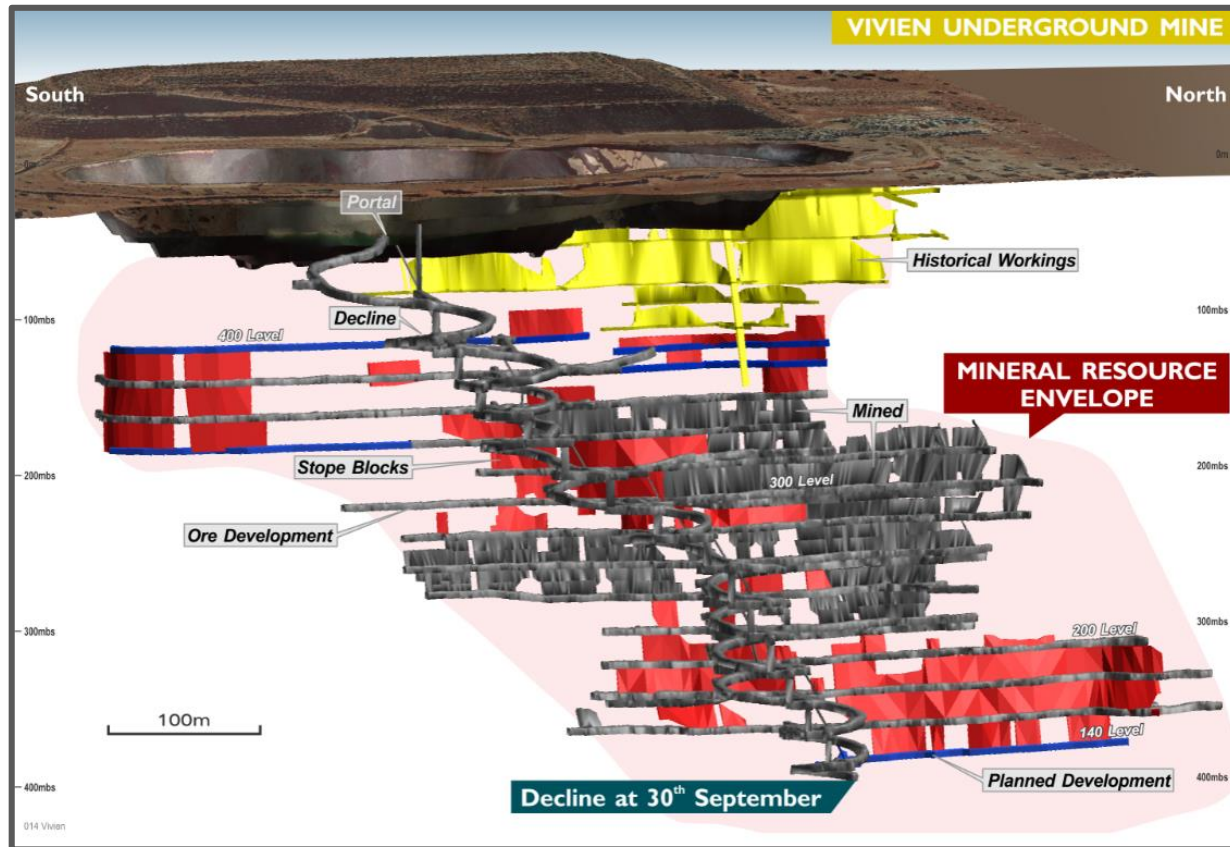 VIVIEN UNDERGROUND MINE
South
North
0m
0m
Portal
Historical Workings
100mbs
100mbs
Decline
400 Level
MINERAL RESOURCE
ENVELOPE
Mined
Stope Blocks
200mbs
200mbs
300 Level
Ore Development
300mbs
300mbs
200 Level
100m
140 Level
Planned Development
400mbs
400mbs
Decline at 30th September
014 Vivien